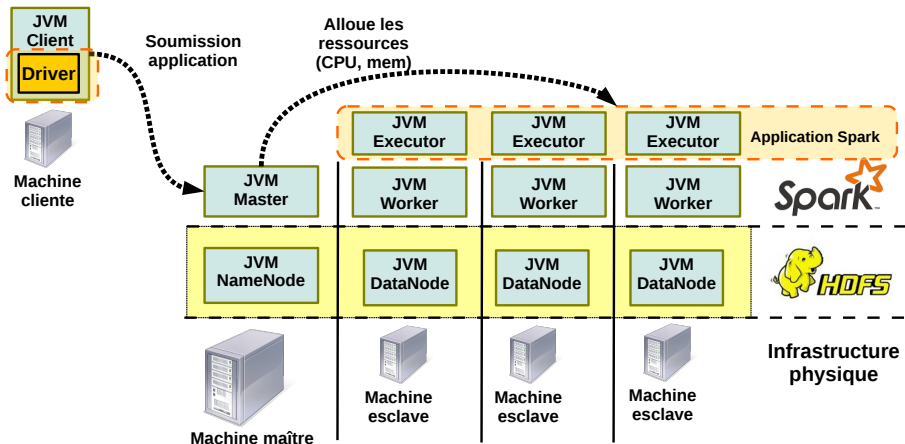 JVM
Client
Driver
Machine
cliente
Soumission
application
Alloue les
ressources
(CPU, mem)
JVM
Executor
JVM
Executor
JVM
Executor
Application Spark
JVM
Master
JVM
Worker
JVM
Worker
JVM
Worker
Spark
JVM
NameNode
JVM
DataNode
JVM
DataNode
JVM
DataNode
HDFS
Machine maître
Machine
esclave
Machine
esclave
Machine
esclave
Infrastructure
physique